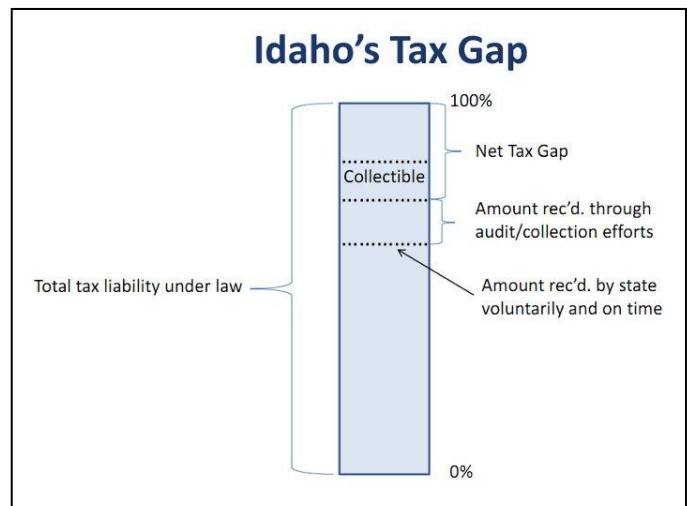 Idaho's Tax Gap
100%
Net Tax Gap
Collectible
Amount rec'd. through
audit/collection efforts
Total tax liability under law
Amount rec'd. by state
voluntarily and on time
0%